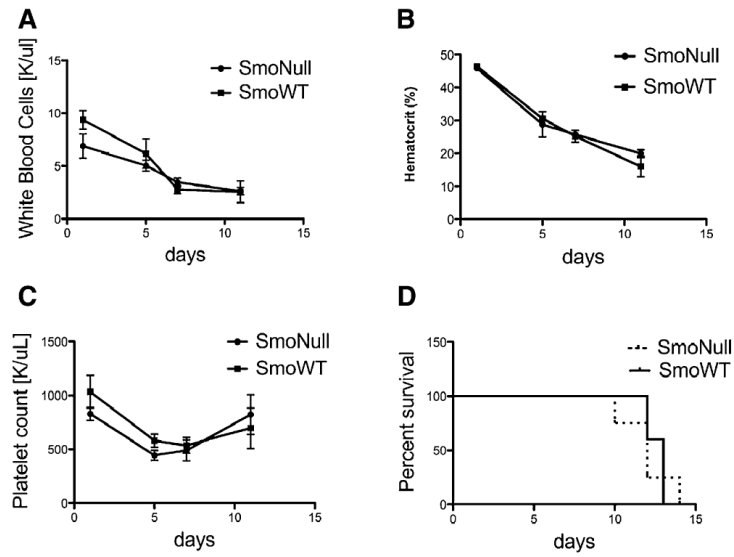 A
White Blood Cells [K/ul]
15
10
5
0
0 5 10 15
days
SmoNull
SmoWT
B
Hematocrit (%)
50
40
30
20
10
0
0 5 10 15
days
SmoNull
SmoWT
C
Platelet count [K/uL]
1500
1000
500
0
0 5 10 15
days
SmoNull
SmoWT
D
Percent survival
150
100
50
0
0 5 10 15
days
SmoNull
SmoWT